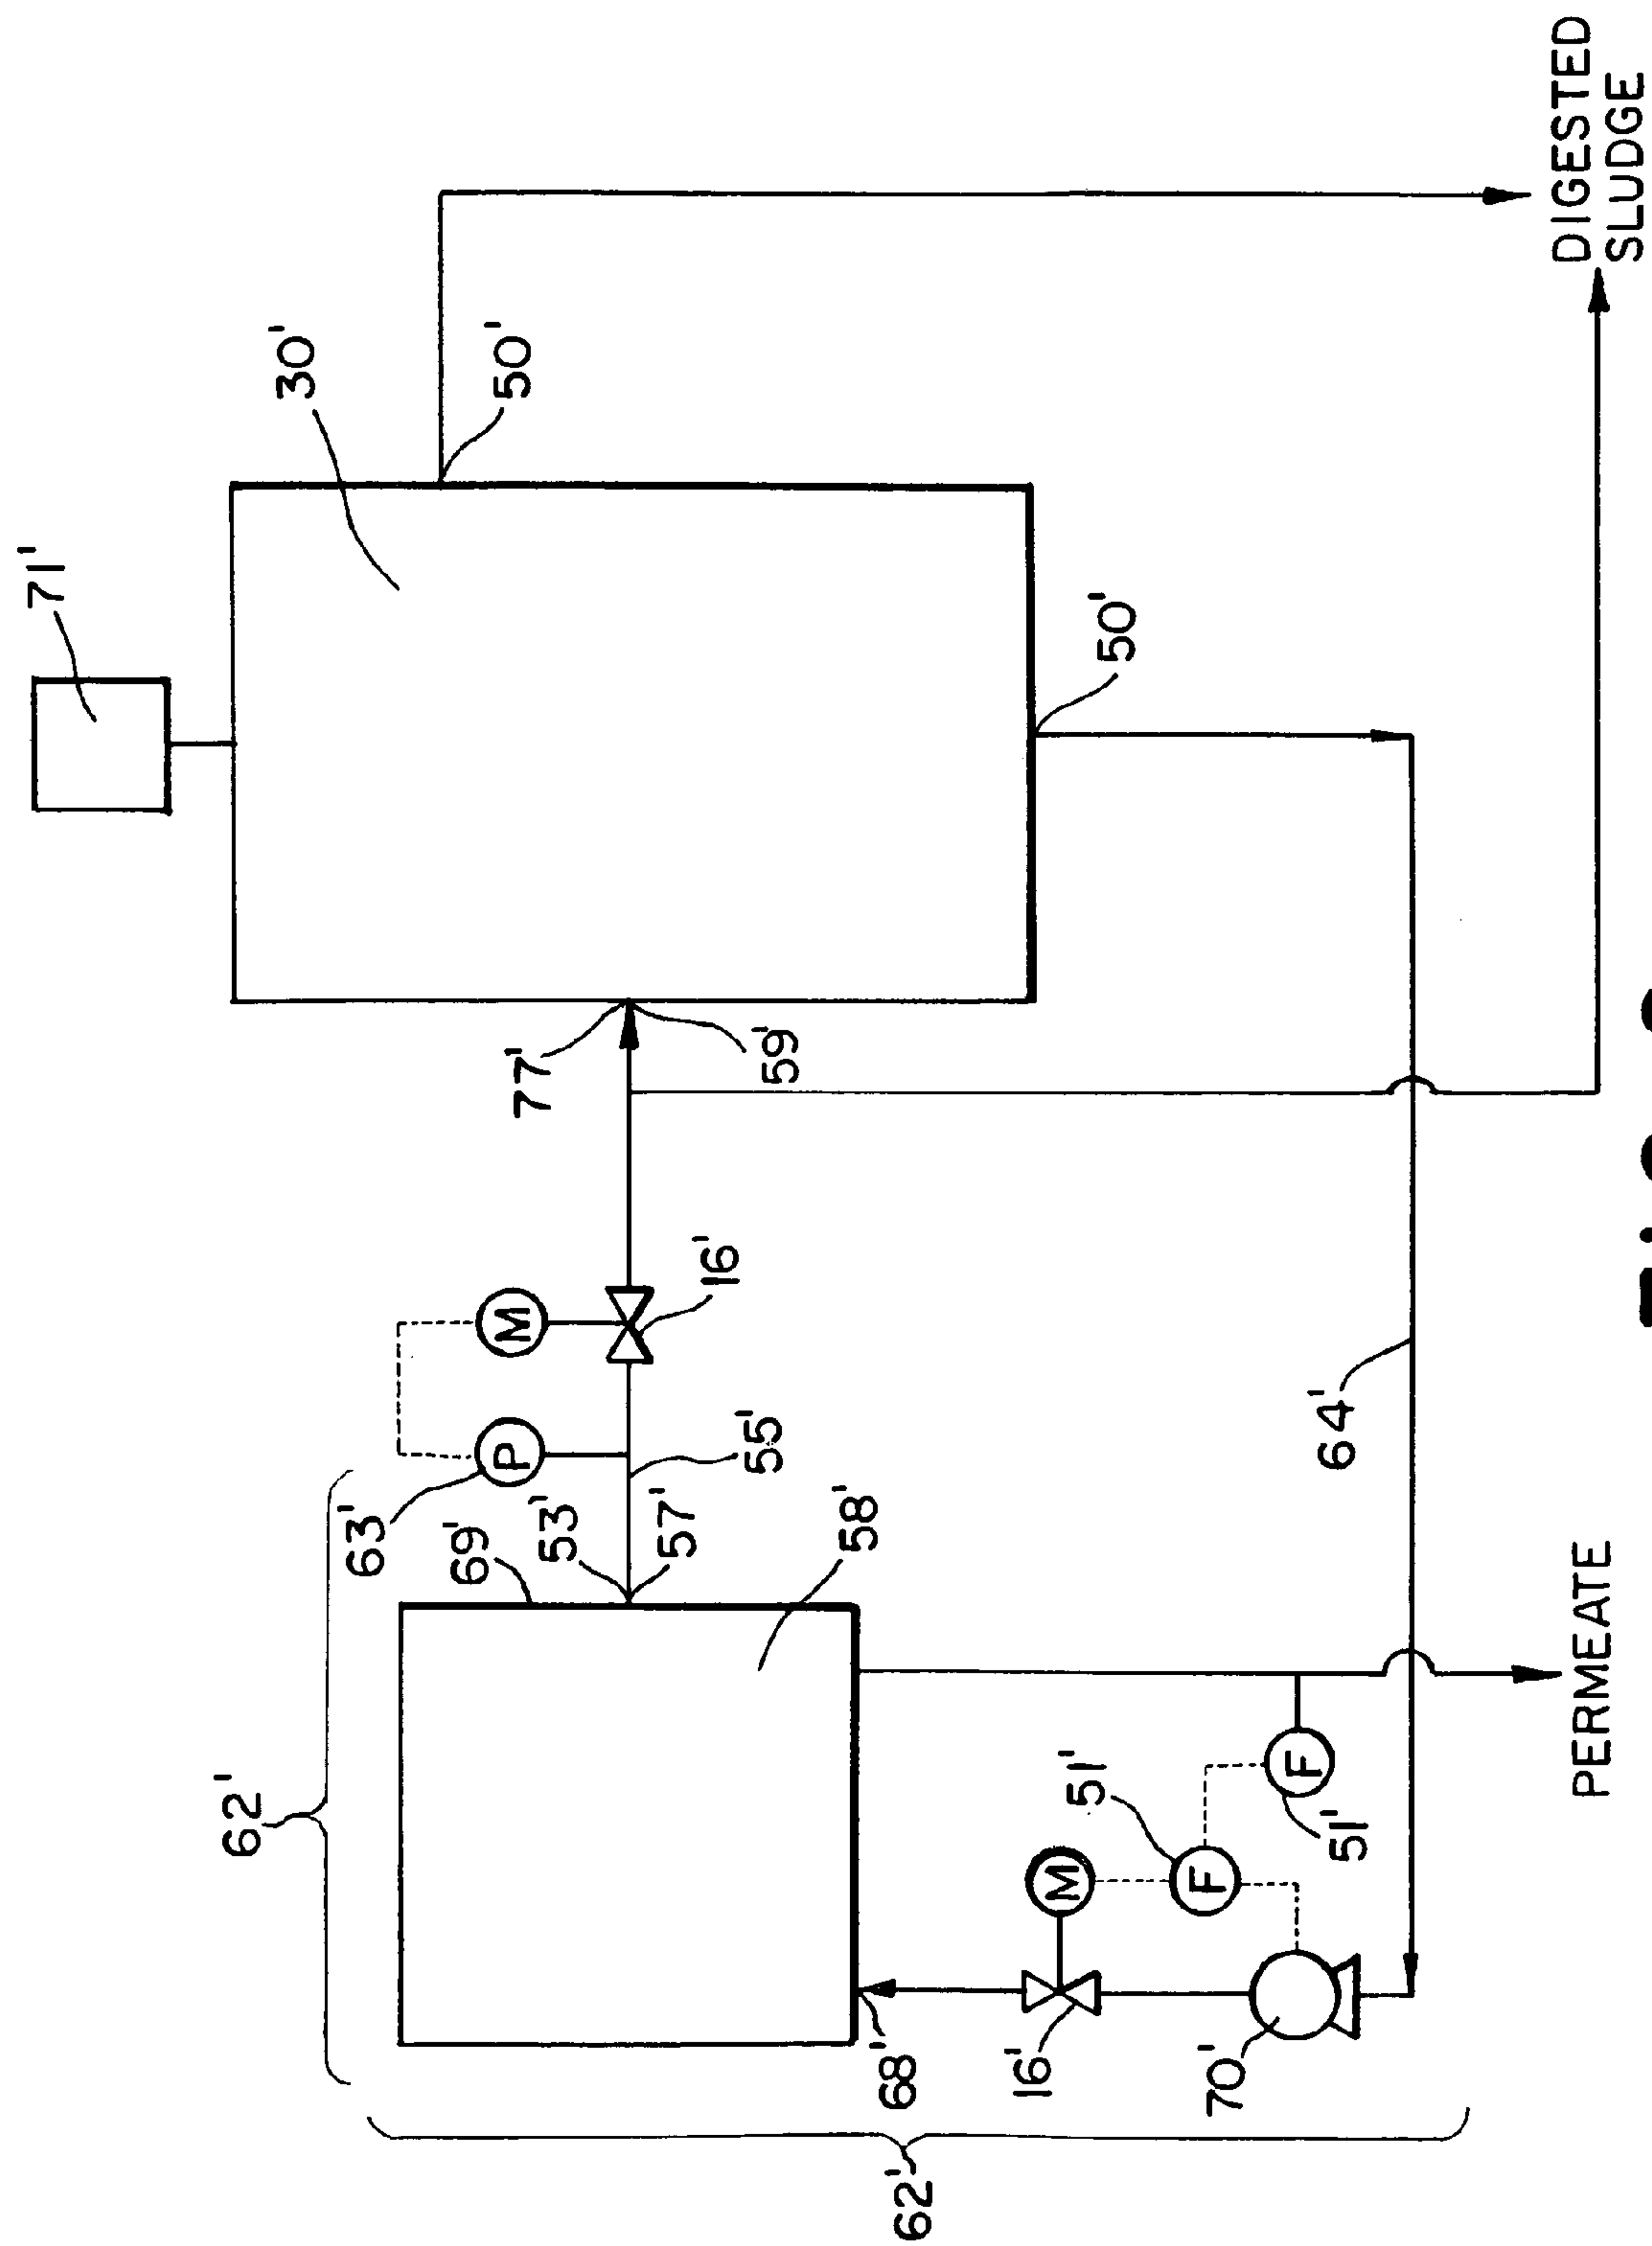 71'
30'
50'
77'
59'
50'
DIGESTED
SLUDGE
M
P
16'
63'
55'
69'
53'
57'
58'
62'
64'
PERMEATE
51'
F
51'
F
M
68'
16'
70'
62'